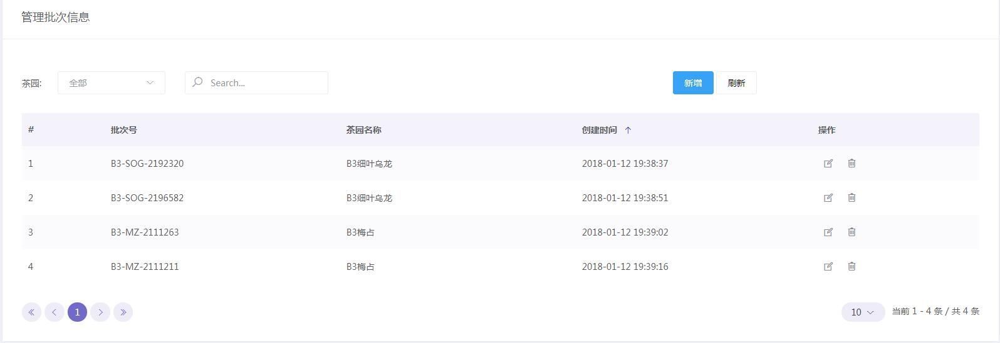 管理批次信息
茶园: 全部 Search... 新增 刷新
# 批次号 茶园名称 创建时间 操作
1 B3-SOG-2192320 B3细叶乌龙 2018-01-12 19:38:37
2 B3-SOG-2196582 B3细叶乌龙 2018-01-12 19:38:51
3 B3-MZ-2111263 B3梅占 2018-01-12 19:39:02
4 B3-MZ-2111211 B3梅占 2018-01-12 19:39:16
1 10 当前 1 - 4 条 / 共 4 条